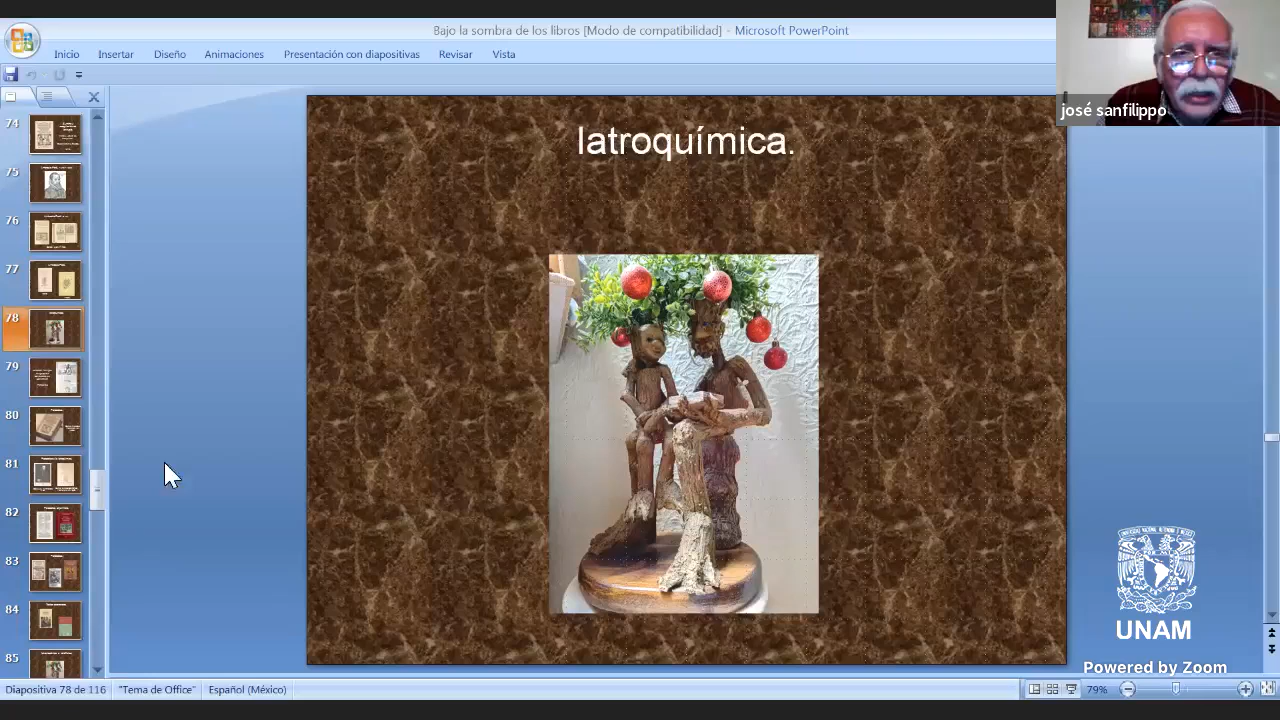 Bajo la sombra de los libros [Modo de compatibilidad] - Microsoft PowerPoint
Inicio Insertar Diseño Animaciones Presentación con diapositivas Revisar Vista
josé sanfilippo
Iatroquímica.
74
75
76
77
78
79
80
81
82
83
84
85
UNAM
Powered by Zoom
Diapositiva 78 de 116 "Tema de Office" Español (México) 79%